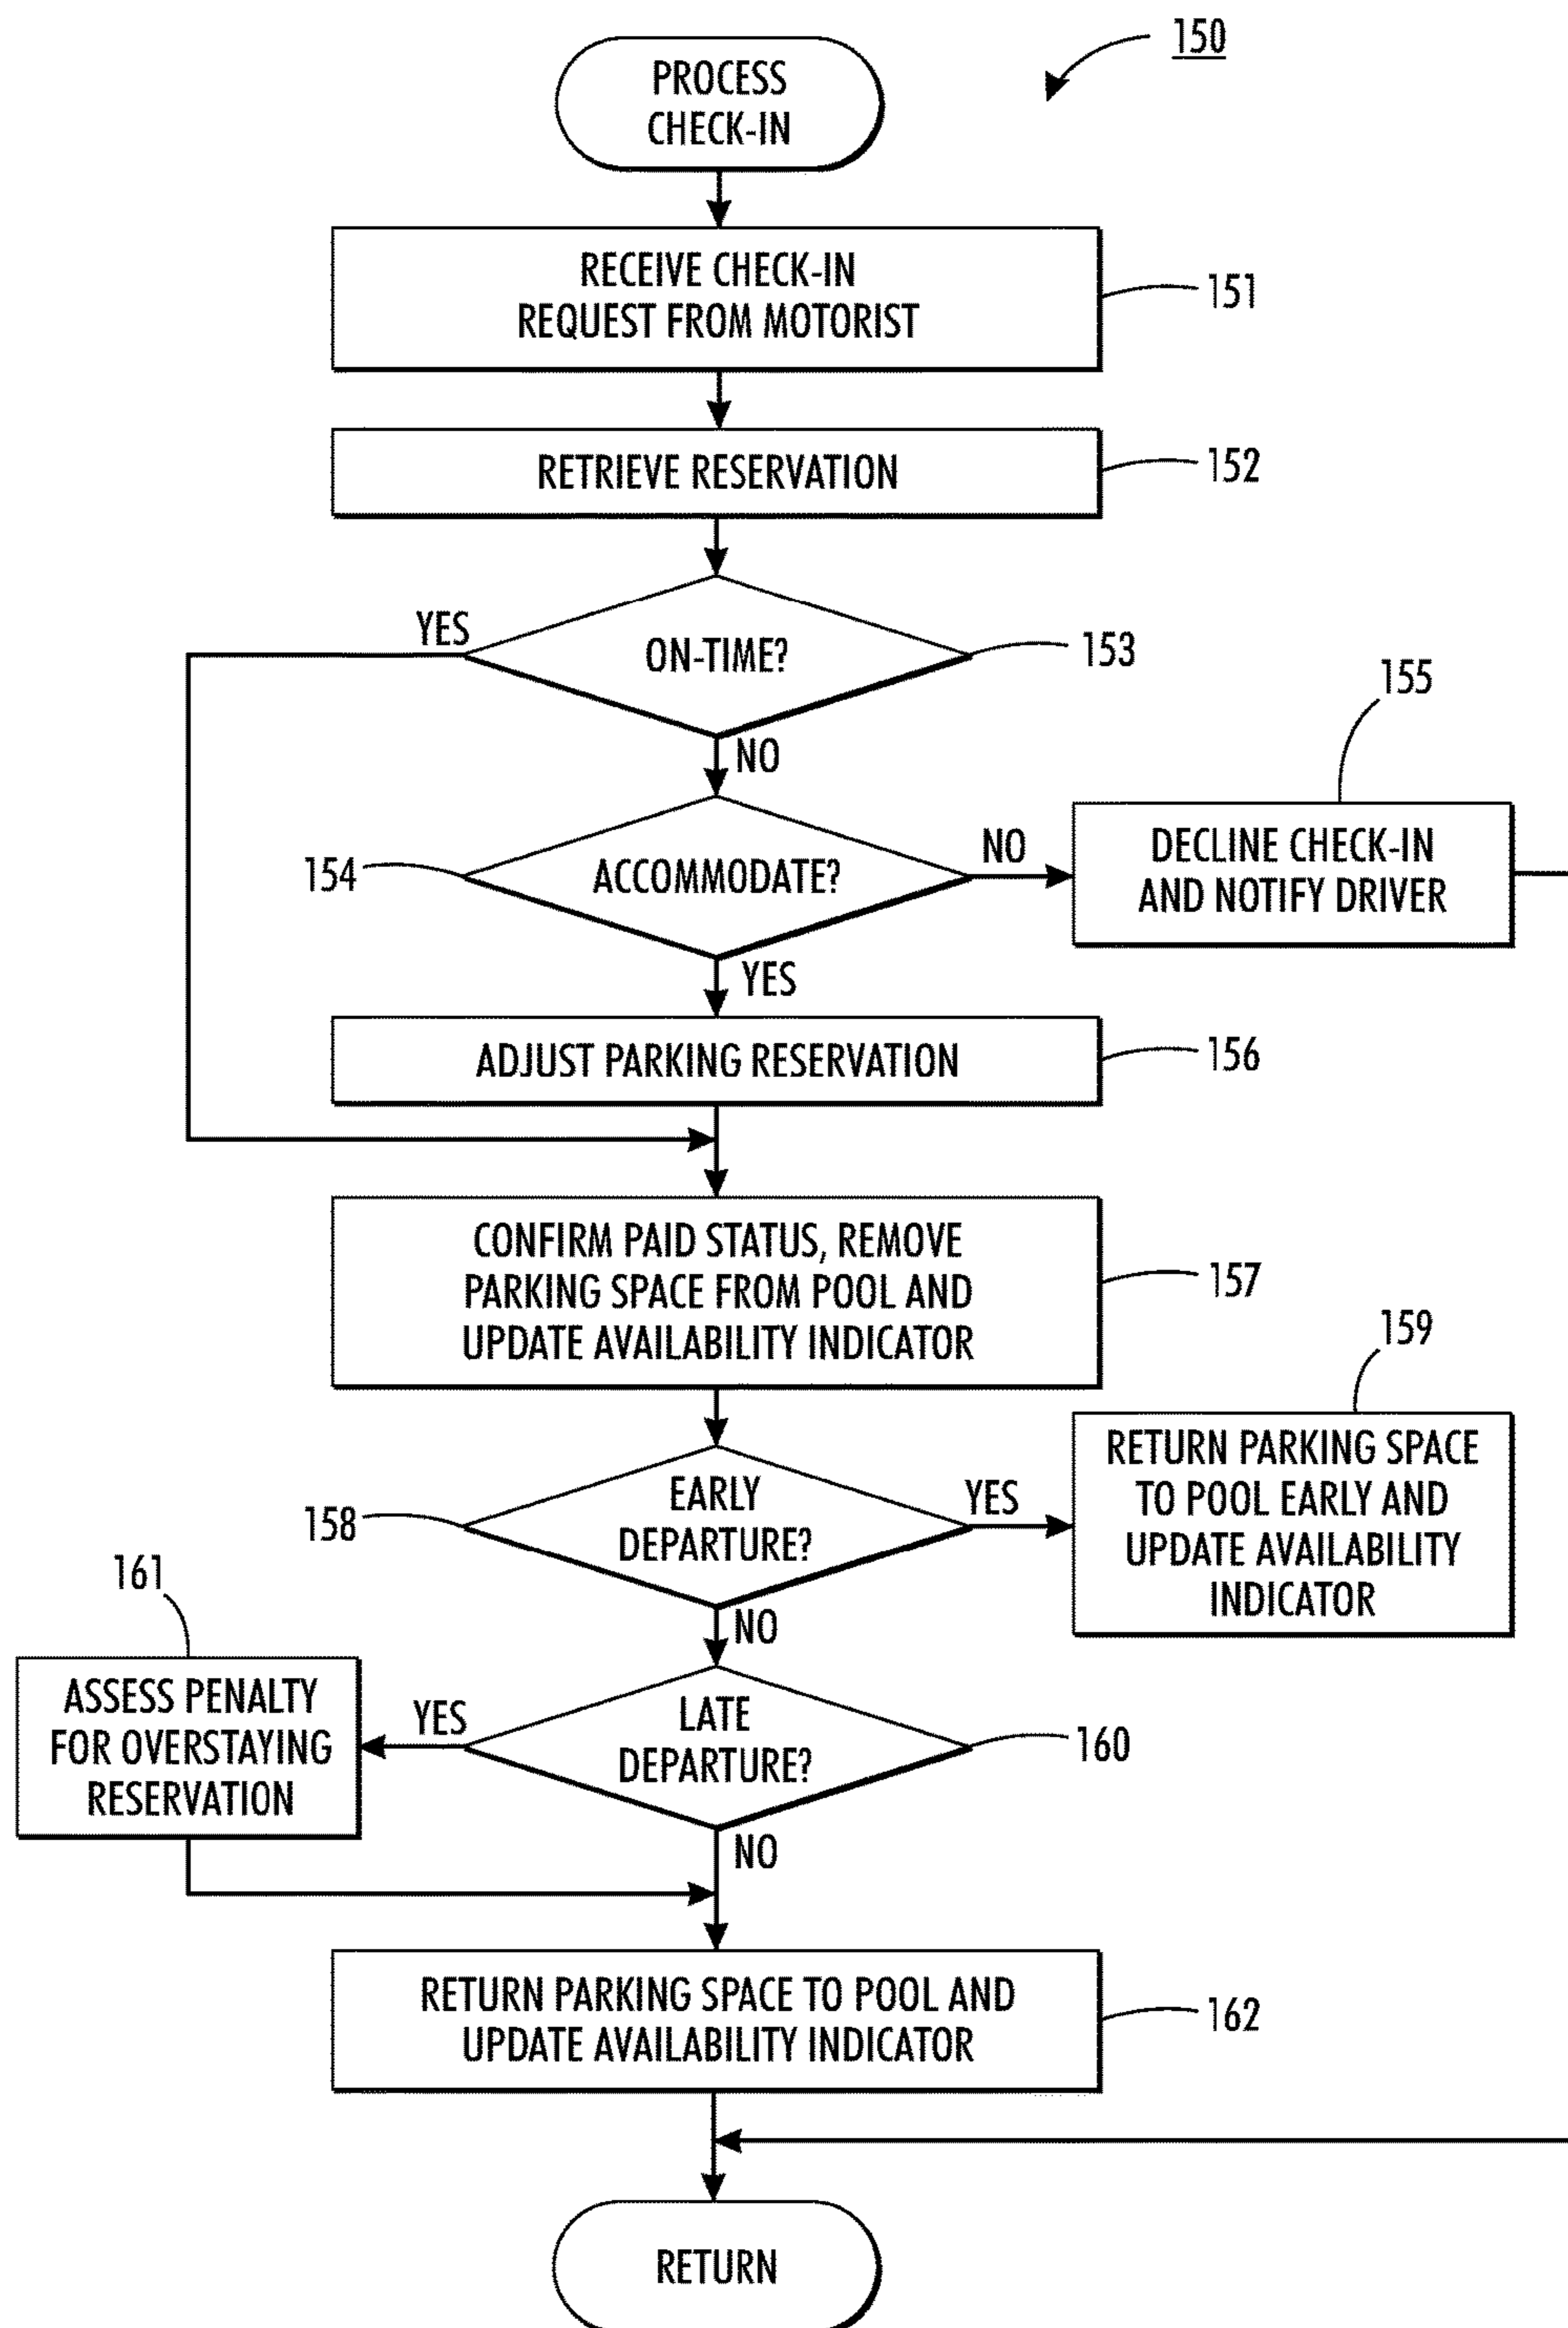 150
PROCESS
CHECK-IN
RECEIVE CHECK-IN
REQUEST FROM MOTORIST
151
RETRIEVE RESERVATION
152
YES
ON-TIME?
153
NO
155
154
ACCOMMODATE?
NO
DECLINE CHECK-IN
AND NOTIFY DRIVER
YES
ADJUST PARKING RESERVATION
156
CONFIRM PAID STATUS, REMOVE
PARKING SPACE FROM POOL AND
UPDATE AVAILABILITY INDICATOR
157
159
158
EARLY
DEPARTURE?
YES
RETURN PARKING SPACE
TO POOL EARLY AND
UPDATE AVAILABILITY
INDICATOR
NO
161
ASSESS PENALTY
FOR OVERSTAYING
RESERVATION
YES
LATE
DEPARTURE?
160
NO
RETURN PARKING SPACE TO POOL AND
UPDATE AVAILABILITY INDICATOR
162
RETURN